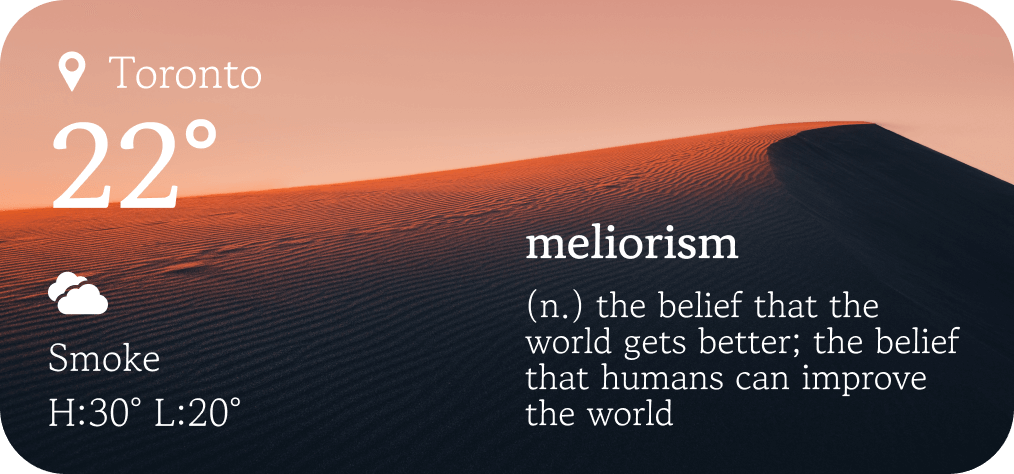 Toronto
22°
Smoke
H:30° L:20°
meliorism
(n.) the belief that the
world gets better; the belief
that humans can improve
the world